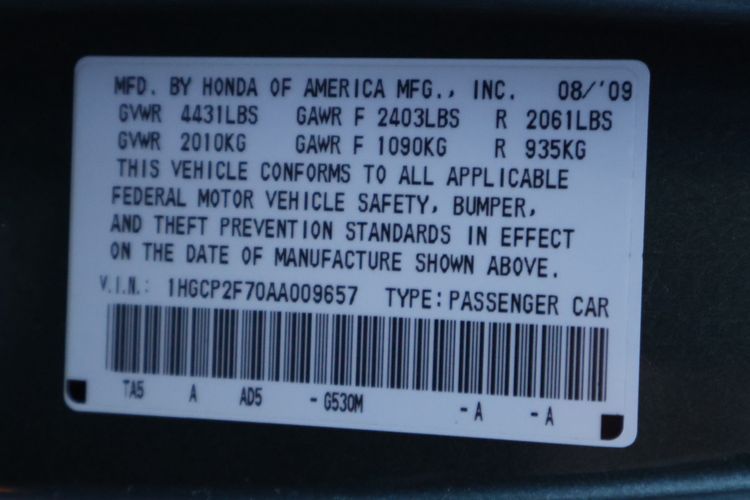 MFD. BY HONDA OF AMERICA MFG., INC. 08/'09
GVWR 4431LBS GAWR F 2403LBS R 2061LBS
GVWR 2010KG GAWR F 1090KG R 935KG
THIS VEHICLE CONFORMS TO ALL APPLICABLE
FEDERAL MOTOR VEHICLE SAFETY, BUMPER,
AND THEFT PREVENTION STANDARDS IN EFFECT
ON THE DATE OF MANUFACTURE SHOWN ABOVE.
V.I.N.: 1HGCP2F70AA009657 TYPE: PASSENGER CAR
TA5 A AD5 - G530M - A - A